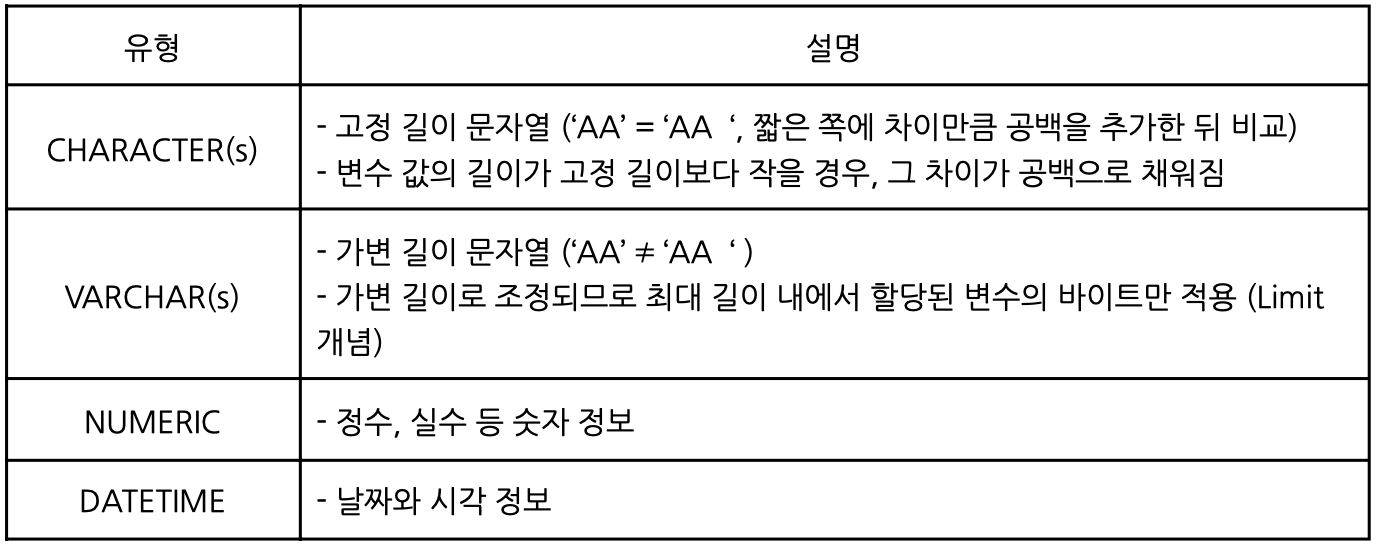 유형 설명
CHARACTER(s)
- 고정 길이 문자열 (‘AA’ = ‘AA  ‘, 짧은 쪽에 차이만큼 공백을 추가한 뒤 비교)
- 변수 값의 길이가 고정 길이보다 작을 경우, 그 차이가 공백으로 채워짐
VARCHAR(s)
- 가변 길이 문자열 (‘AA’ ≠ ‘AA  ‘ )
- 가변 길이로 조정되므로 최대 길이 내에서 할당된 변수의 바이트만 적용 (Limit
개념)
NUMERIC - 정수, 실수 등 숫자 정보
DATETIME - 날짜와 시각 정보